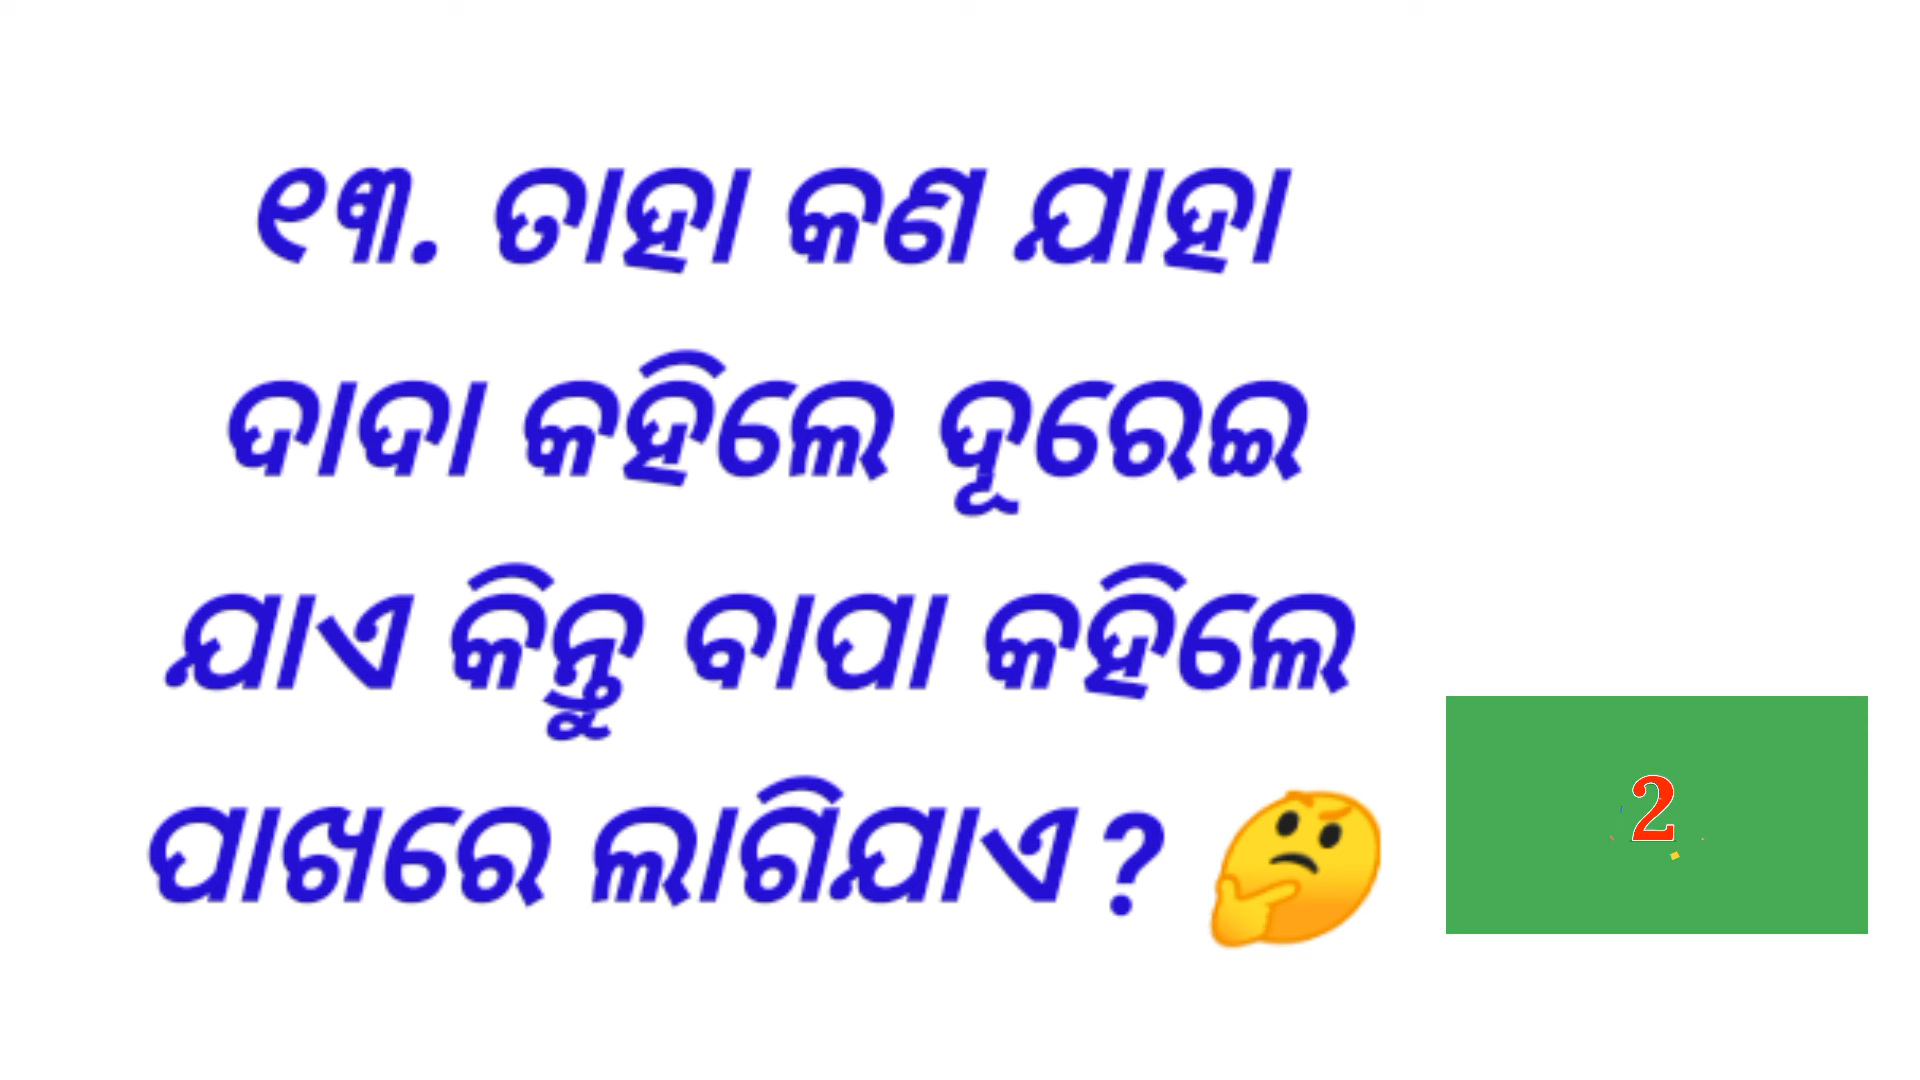 ୧୩. ତାହା କଣ ଯାହା
ଦାଦା କହିଲେ ଦୂରେଇ
ଯାଏ କିନ୍ତୁ ବାପା କହିଲେ
ପାଖରେ ଲାଗିଯାଏ ?
2